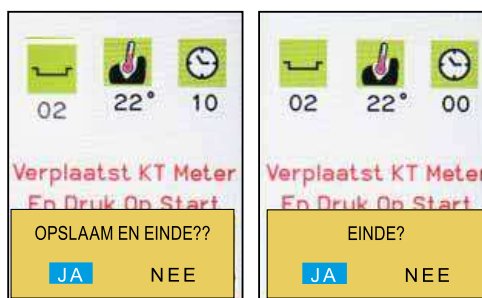 02 22° 10
Verplaatst KT Meter
En Druk Op Start
OPSLAAM EN EINDE??
JA NEE
02 22° 00
Verplaatst KT Meter
En Druk Op Start
EINDE?
JA NEE